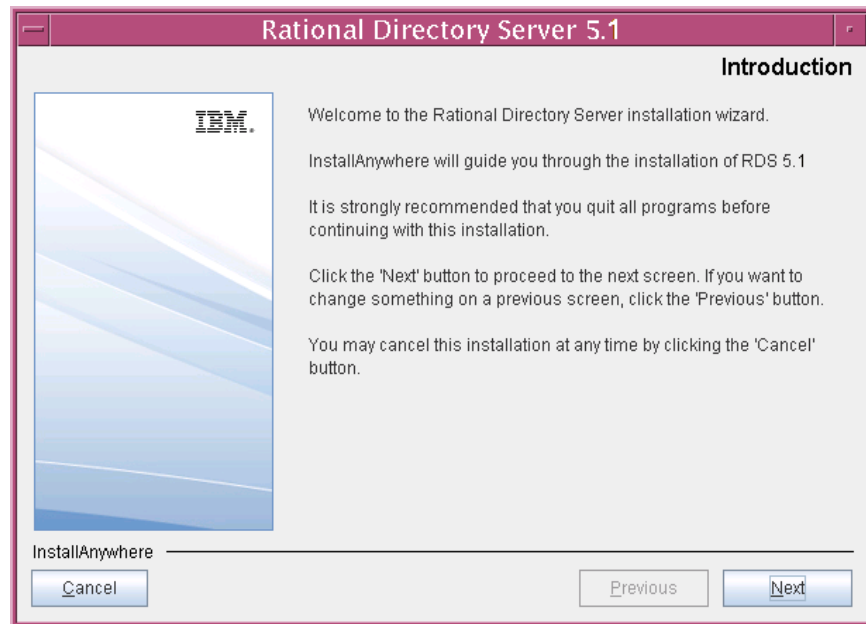 Rational Directory Server 5.1
Introduction
IBM.
Welcome to the Rational Directory Server installation wizard.
InstallAnywhere will guide you through the installation of RDS 5.1
It is strongly recommended that you quit all programs before
continuing with this installation.
Click the 'Next' button to proceed to the next screen. If you want to
change something on a previous screen, click the 'Previous' button.
You may cancel this installation at any time by clicking the 'Cancel'
button.
InstallAnywhere
Cancel
Previous
Next